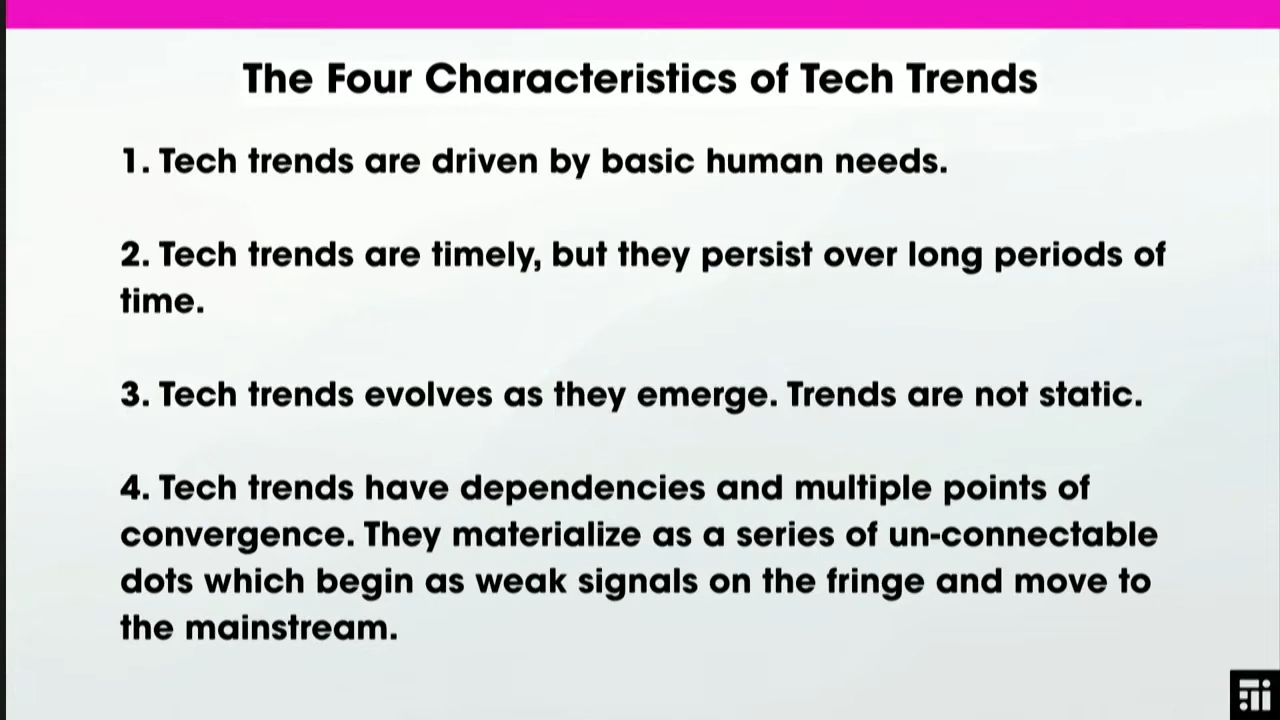 The Four Characteristics of Tech Trends
1. Tech trends are driven by basic human needs.
2. Tech trends are timely, but they persist over long periods of
time.
3. Tech trends evolves as they emerge. Trends are not static.
4. Tech trends have dependencies and multiple points of
convergence. They materialize as a series of un-connectable
dots which begin as weak signals on the fringe and move to
the mainstream.